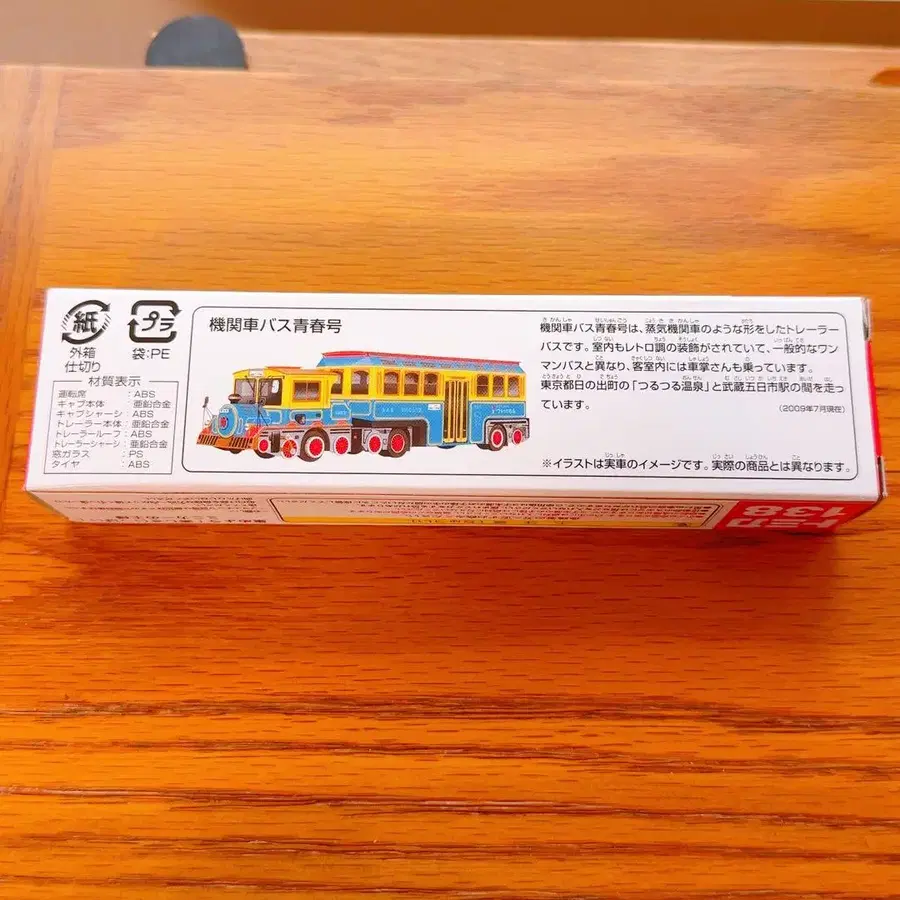 紙
外箱
仕切り
プラ
袋:PE
材質表示
運転席 :ABS
キャブ本体 :亜鉛合金
キャブシャーシ :ABS
トレーラー本体 :亜鉛合金
トレーラールーフ :ABS
トレーラーシャーシ :亜鉛合金
窓ガラス :PS
タイヤ :ABS
機関車バス青春号
機関車バス青春号は、蒸気機関車のような形をしたトレーラー
バスです。室内もレトロ調の装飾がされていて、一般的なワン
マンバスと異なり、客室内には車掌さんも乗っています。
東京都日の出町の「つるつる温泉」と武蔵五日市駅の間を走っ
ています。
(2009年7月現在)
※イラストは実車のイメージです。実際の商品とは異なります。
トミカ
138